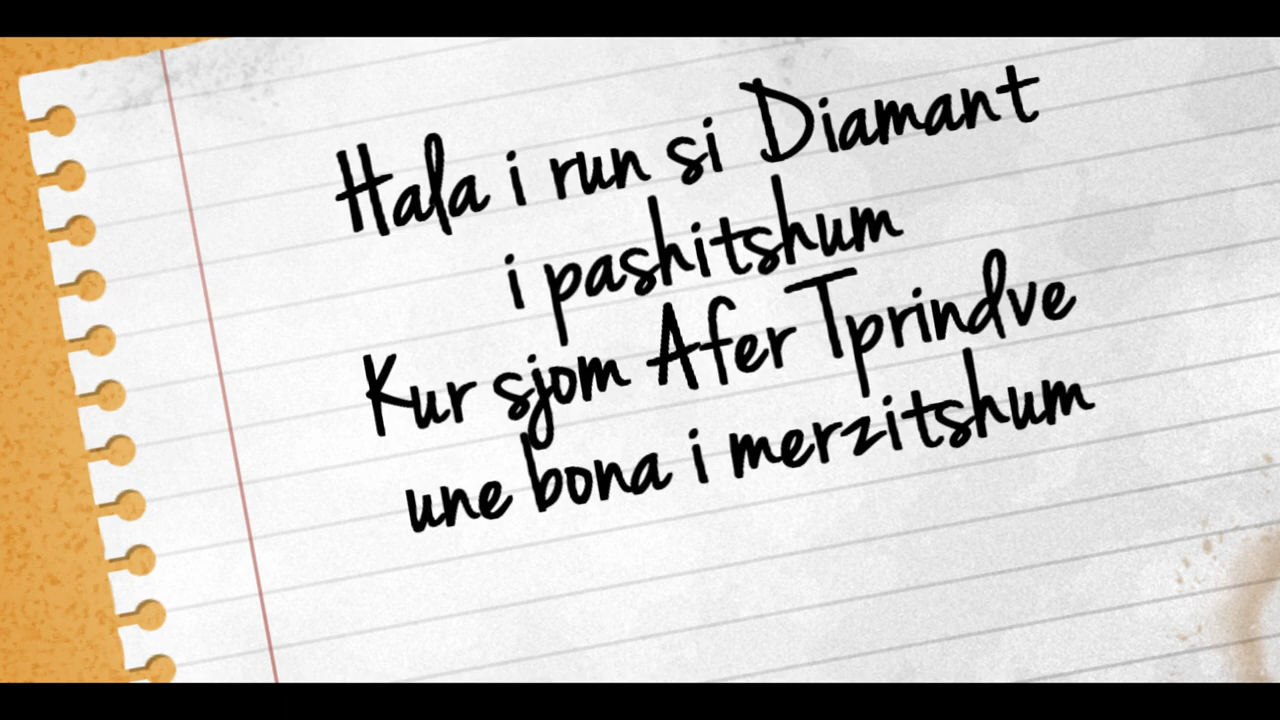 Hala i run si Diamant
i pashitshum
Kur sjom Afer Tprindve
une bona i merzitshum